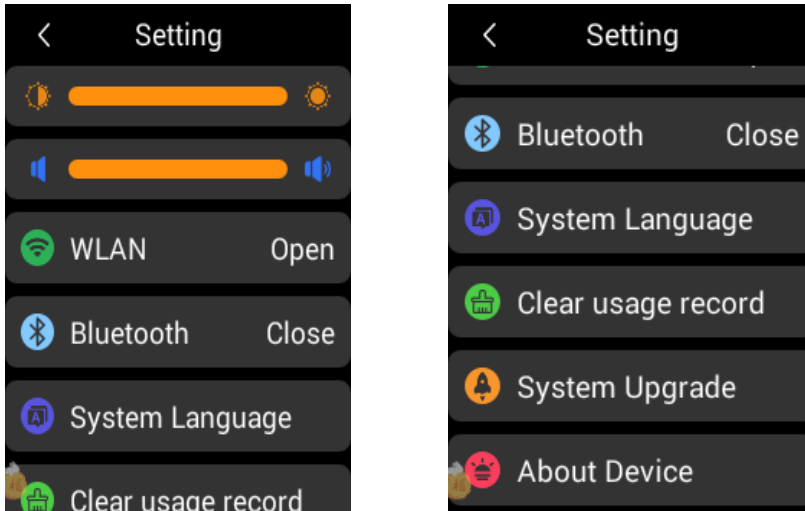 Setting
WLAN Open
Bluetooth Close
System Language
Clear usage record
Setting
Bluetooth Close
System Language
Clear usage record
System Upgrade
About Device